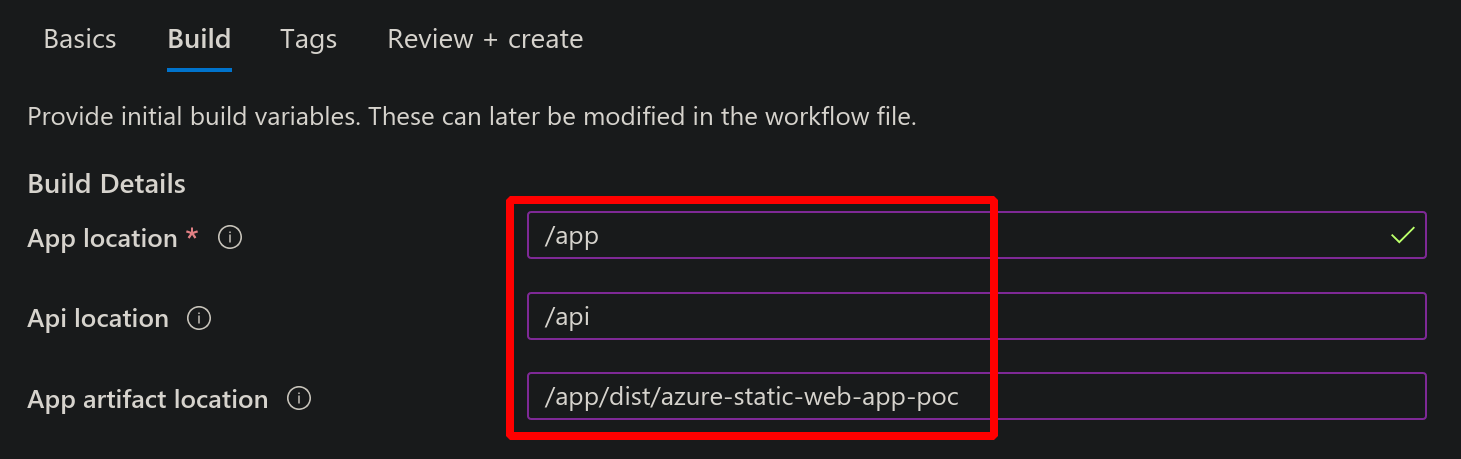 Basics Build Tags Review + create
Provide initial build variables. These can later be modified in the workflow file.
Build Details
App location * /app
Api location /api
App artifact location /app/dist/azure-static-web-app-poc